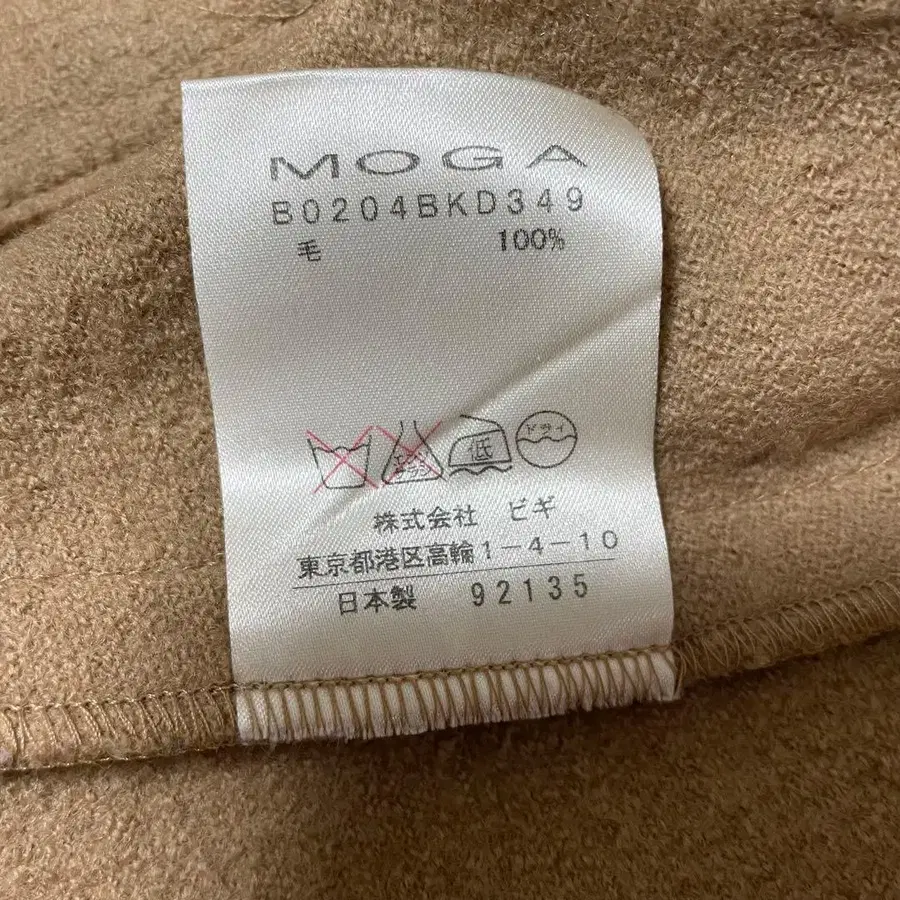 MOGA
B0204BKD349
毛 100%
低 ドライ
株式会社 ビギ
東京都港区高輪1-4-10
日本製 92135